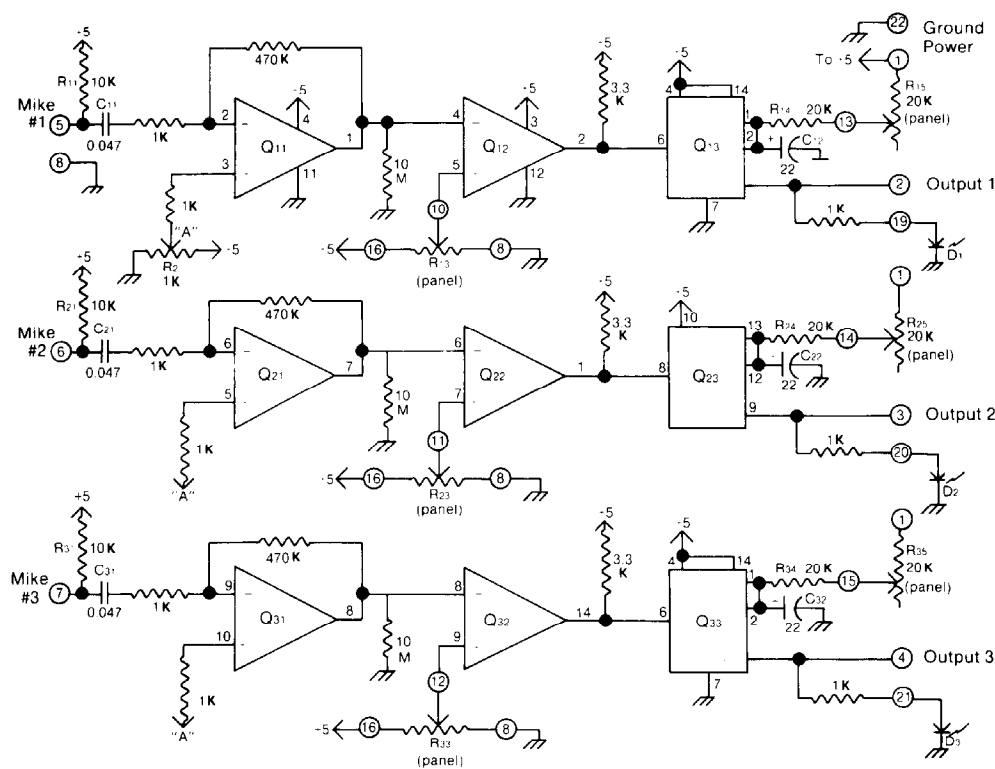 22 Ground
Power
-5
470K
-5
To +5
1
R11 10K
3.3
K
R15
20K
(panel)
Mike
#1
5
C11
0.047
1K
2
-5
4
Q11
1
3
11
4
-5
3
Q12
2
5
12
10
M
6
4
14
Q13
1
2
7
R14 20K
13
+
C12
22
8
1K
"A"
R2
1K
-5
10
-5
16
R13
(panel)
8
2
Output 1
1K
19
D1
-5
R21 10K
470K
-5
3.3
K
-5
10
1
R25
20K
(panel)
Mike
#2
6
C21
0.047
1K
6
Q21
7
5
6
Q22
1
7
10
M
8
Q23
13
12
9
R24 20K
14
C22
22
1K
"A"
11
-5
16
R23
(panel)
8
3
Output 2
1K
20
D2
+5
R31 10K
470K
-5
3.3
K
-5
4
14
1
R35
20K
(panel)
Mike
#3
7
C31
0.047
1K
9
Q31
8
10
8
Q32
14
9
10
M
6
Q33
1
2
7
R34 20K
15
C32
22
1K
"A"
12
+5
16
R33
(panel)
8
4
Output 3
1K
21
D3